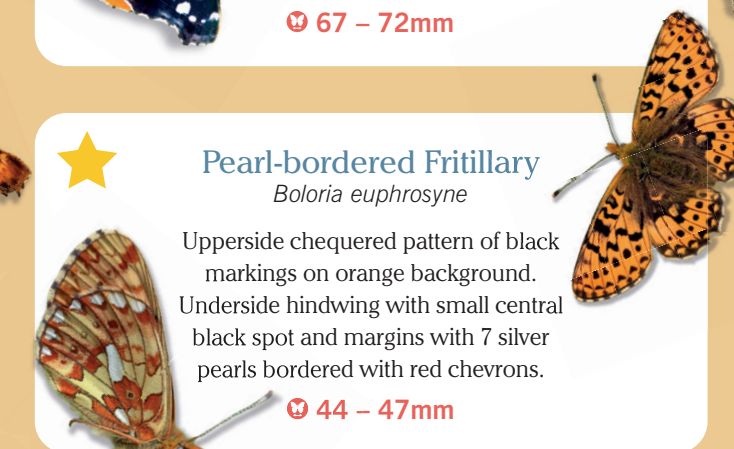 67 – 72mm
Pearl-bordered Fritillary
Boloria euphrosyne
Upperside chequered pattern of black
markings on orange background.
Underside hindwing with small central
black spot and margins with 7 silver
pearls bordered with red chevrons.
44 – 47mm